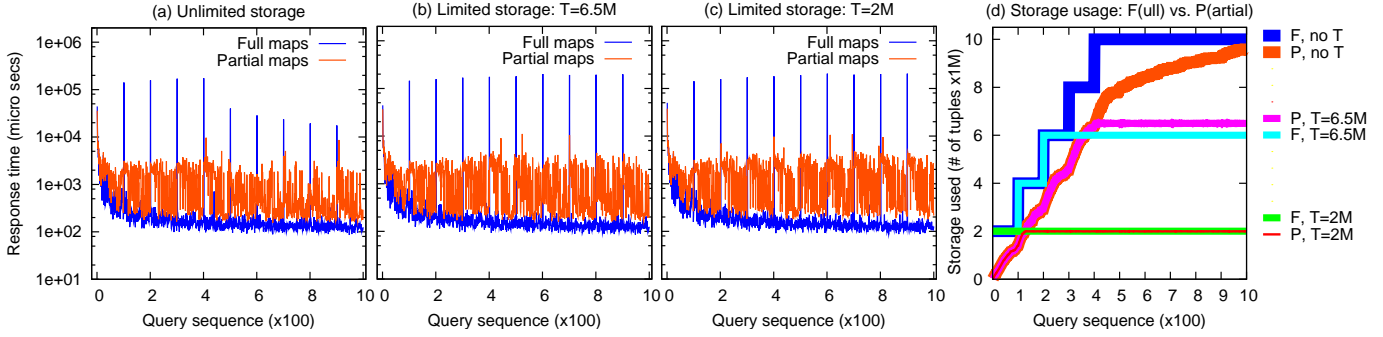 (a) Unlimited storage
Response time (micro secs)
1e+06
1e+05
1e+04
1e+03
1e+02
1e+01
Full maps
Partial maps
0 2 4 6 8 10
Query sequence (x100)
(b) Limited storage: T=6.5M
Full maps
Partial maps
0 2 4 6 8 10
Query sequence (x100)
(c) Limited storage: T=2M
Full maps
Partial maps
0 2 4 6 8 10
Query sequence (x100)
(d) Storage usage: F(ull) vs. P(artial)
Storage used (# of tuples x1M)
10
8
6
4
2
0
0 1 2 3 4 5 6 7 8 9 10
Query sequence (x100)
F, no T
P, no T
P, T=6.5M
F, T=6.5M
F, T=2M
P, T=2M